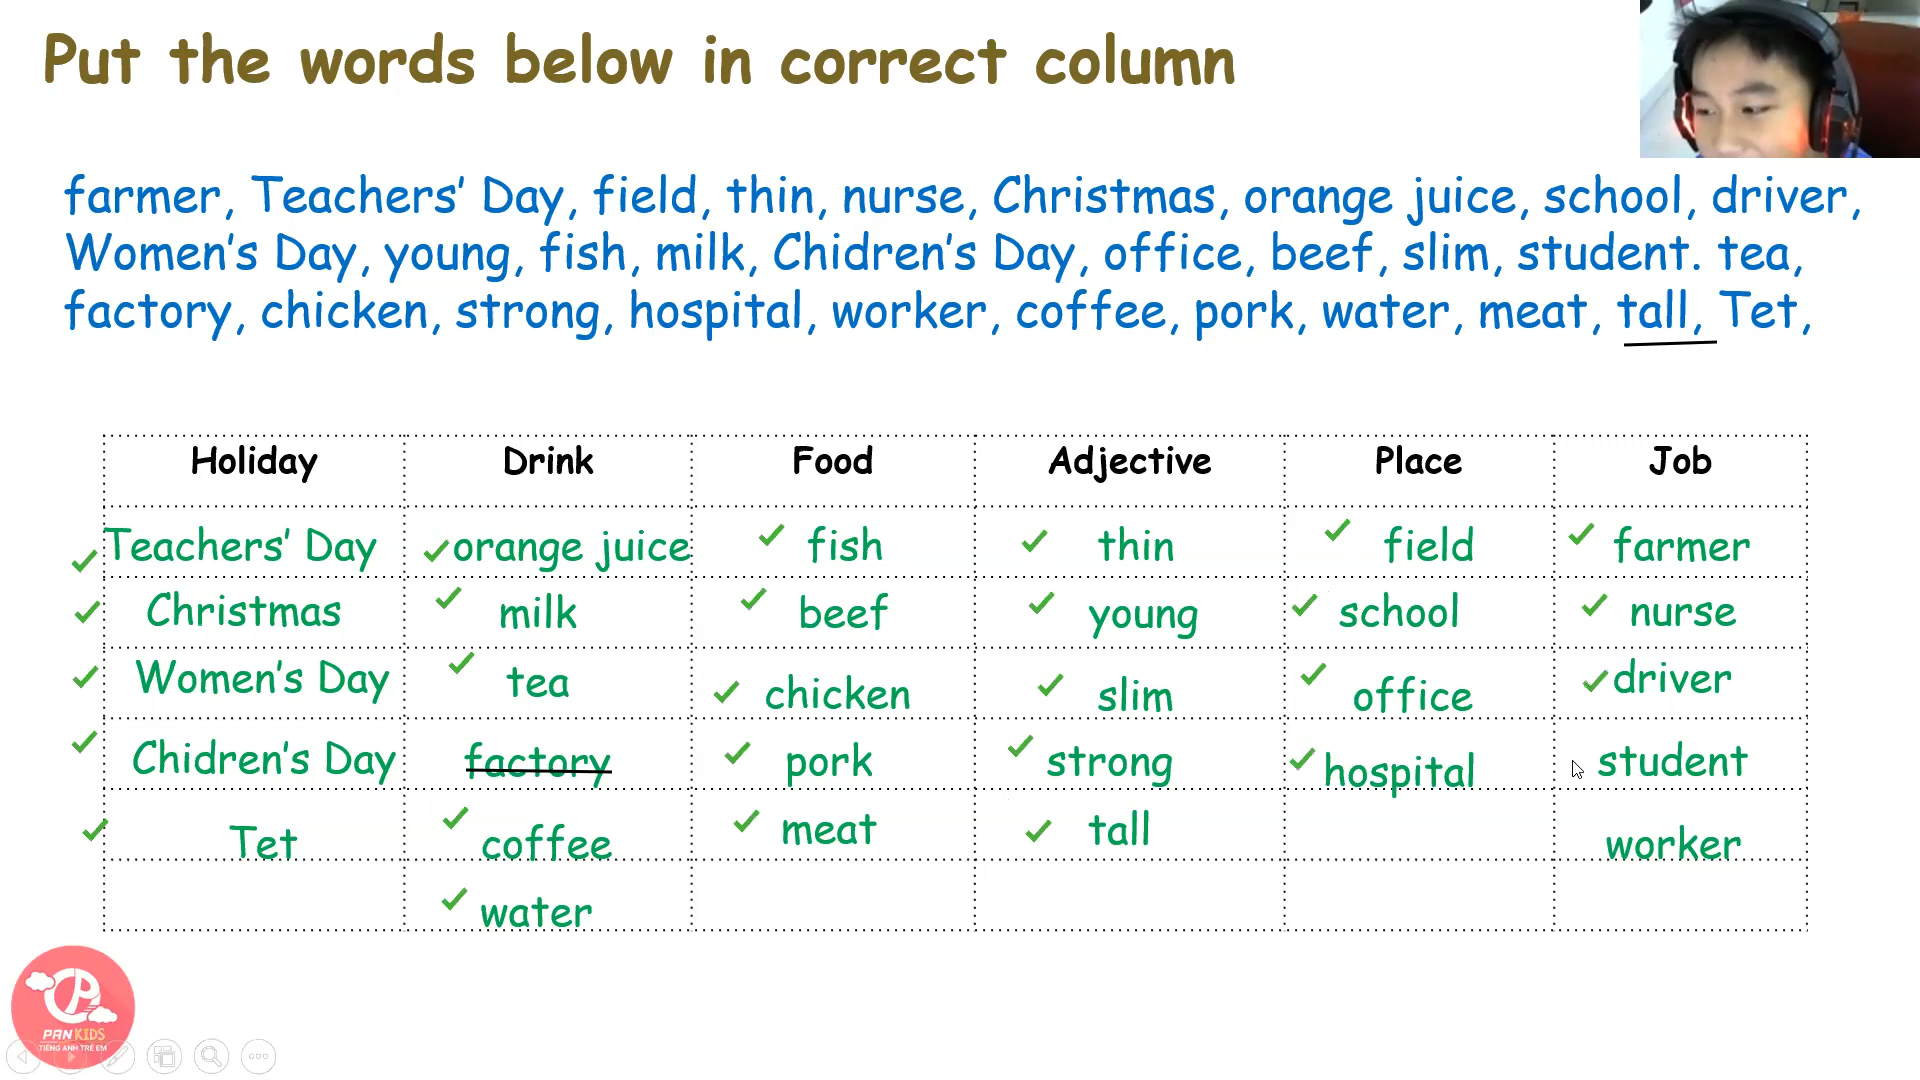 Put the words below in correct column
farmer, Teachers' Day, field, thin, nurse, Christmas, orange juice, school, driver,
Women's Day, young, fish, milk, Chidren's Day, office, beef, slim, student. tea,
factory, chicken, strong, hospital, worker, coffee, pork, water, meat, tall, Tet,
Holiday Drink Food Adjective Place Job
Teachers' Day orange juice fish thin field farmer
Christmas milk beef young school nurse
Women's Day tea chicken slim office driver
Chidren's Day factory pork strong hospital student
Tet coffee meat tall worker
water
PAN KIDS
TIẾNG ANH TRẺ EM